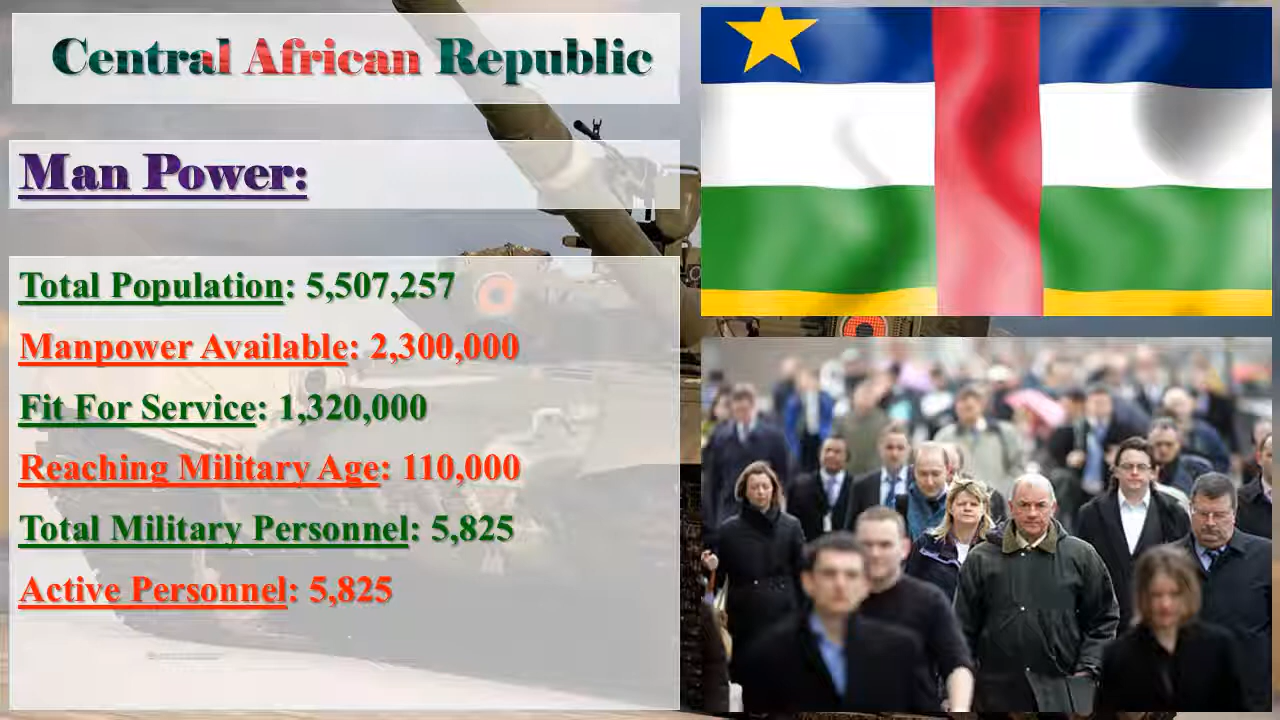 Central African Republic
Man Power:
Total Population: 5,507,257
Manpower Available: 2,300,000
Fit For Service: 1,320,000
Reaching Military Age: 110,000
Total Military Personnel: 5,825
Active Personnel: 5,825